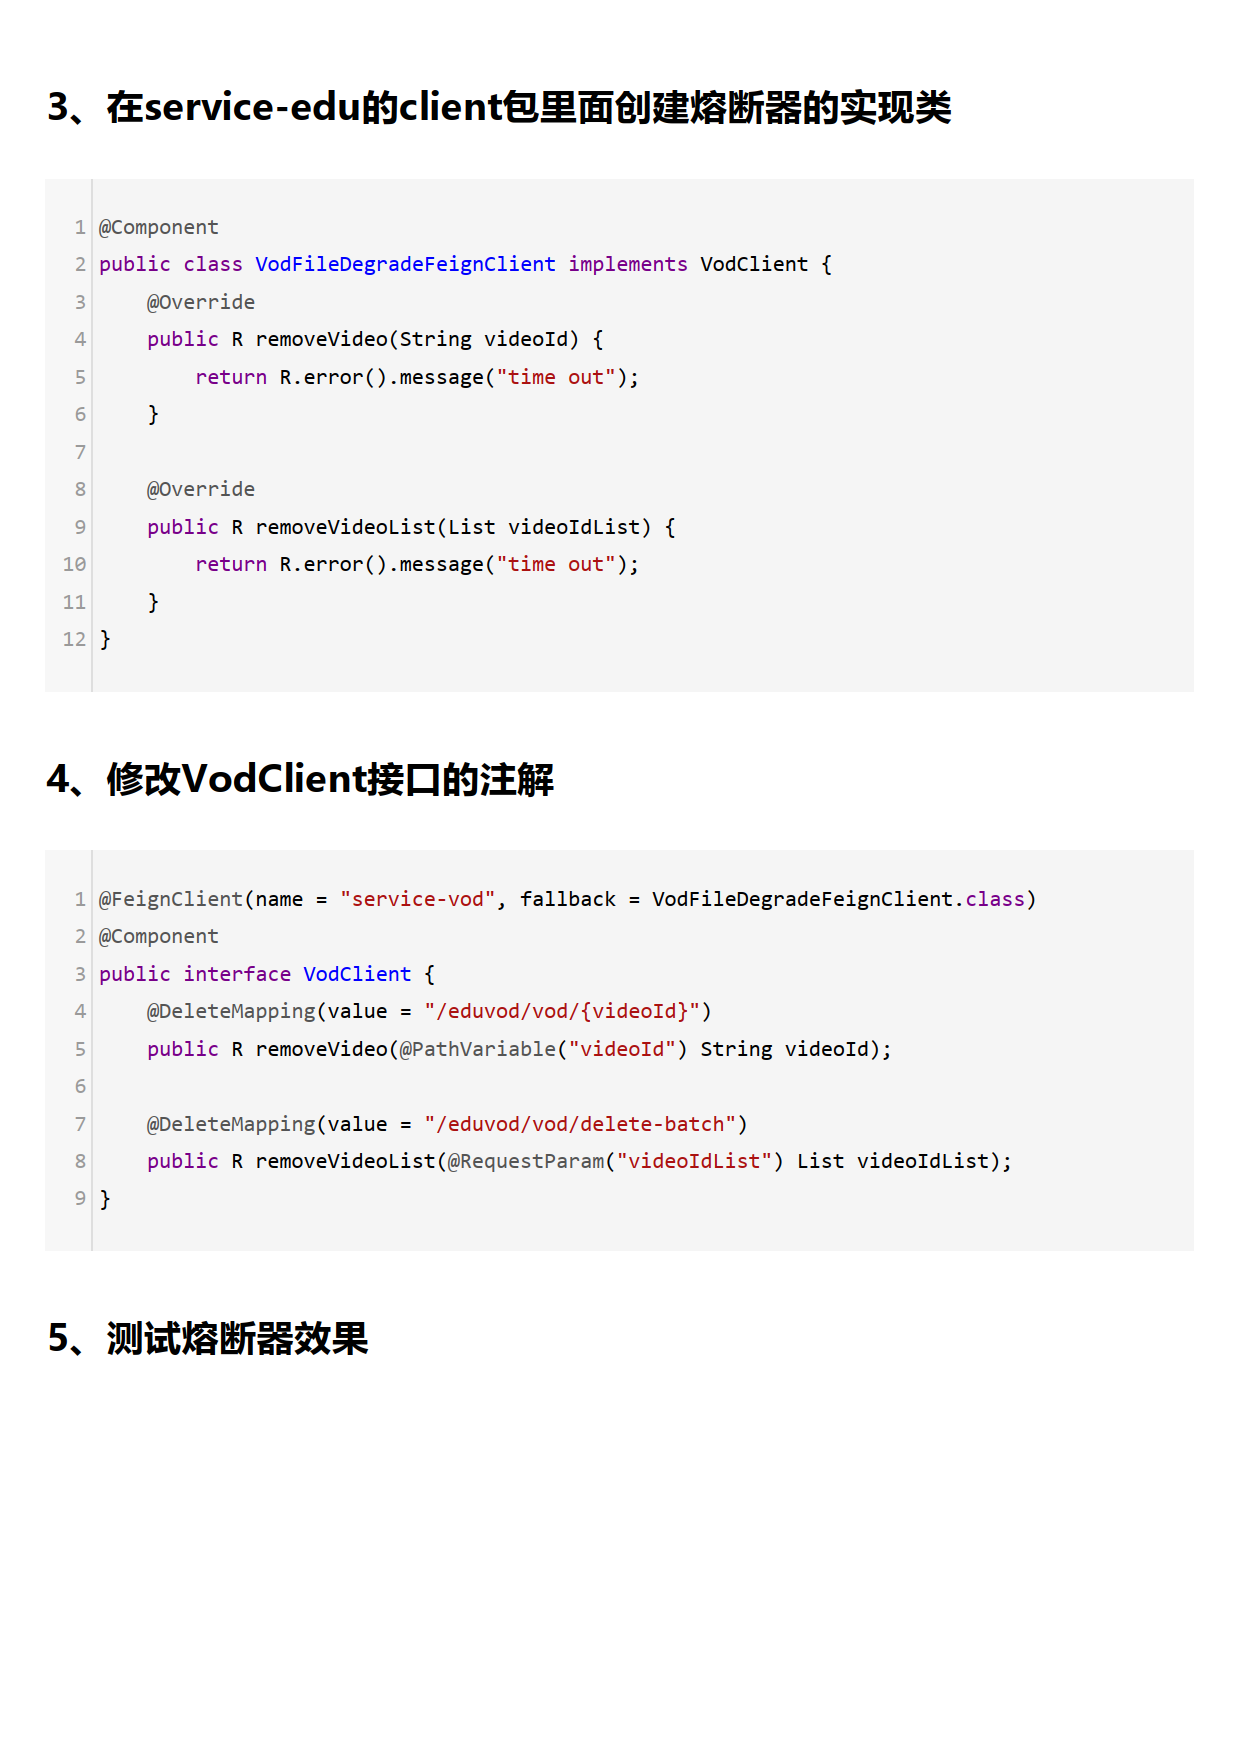 3、在service-edu的client包里面创建熔断器的实现类
1 @Component
2 public class VodFileDegradeFeignClient implements VodClient {
3     @Override
4     public R removeVideo(String videoId) {
5         return R.error().message("time out");
6     }
7
8     @Override
9     public R removeVideoList(List videoIdList) {
10         return R.error().message("time out");
11     }
12 }
4、修改VodClient接口的注解
1 @FeignClient(name = "service-vod", fallback = VodFileDegradeFeignClient.class)
2 @Component
3 public interface VodClient {
4     @DeleteMapping(value = "/eduvod/vod/{videoId}")
5     public R removeVideo(@PathVariable("videoId") String videoId);
6
7     @DeleteMapping(value = "/eduvod/vod/delete-batch")
8     public R removeVideoList(@RequestParam("videoIdList") List videoIdList);
9 }
5、测试熔断器效果